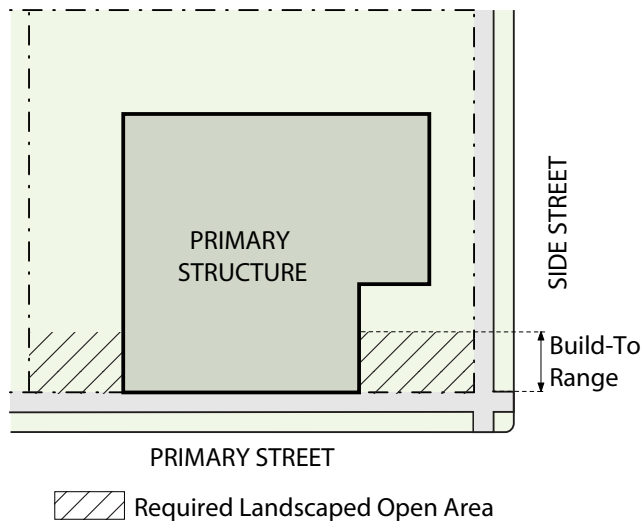 PRIMARY
STRUCTURE
SIDE STREET
Build-To
Range
PRIMARY STREET
Required Landscaped Open Area